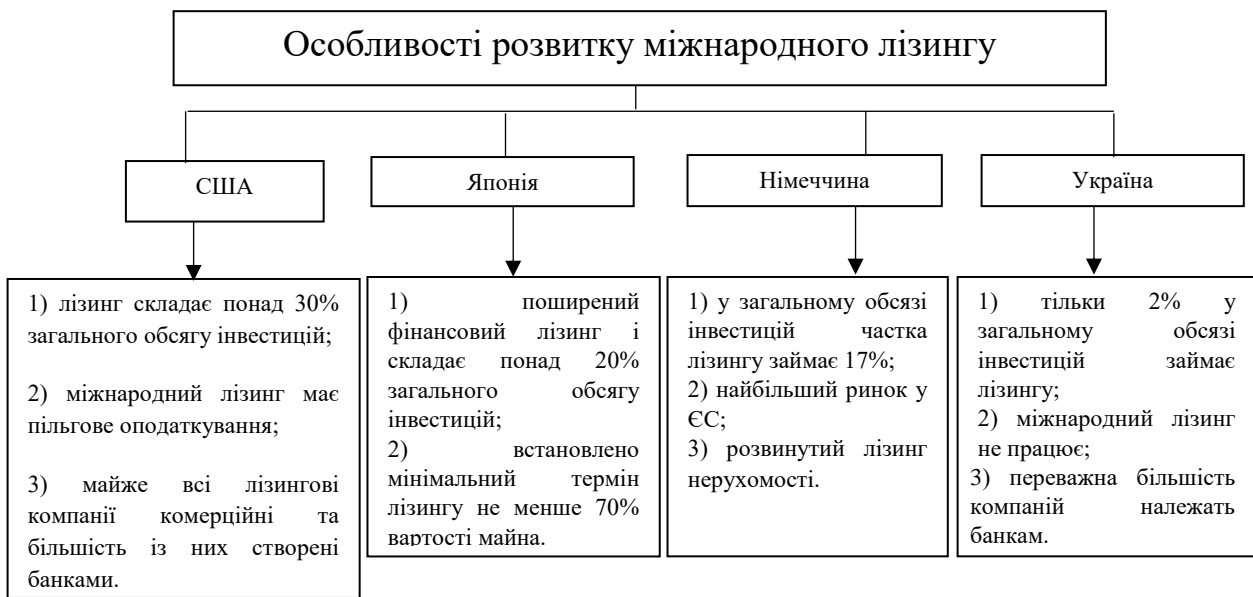 Особливості розвитку міжнародного лізингу
США
Японія
Німеччина
Україна
1) лізинг складає понад 30%
загального обсягу інвестицій;
2) міжнародний лізинг має
пільгове оподаткування;
3) майже всі лізингові
компанії комерційні та
більшість із них створені
банками.
1) поширений
фінансовий лізинг і
складає понад 20%
загального обсягу
інвестицій;
2) встановлено
мінімальний термін
лізингу не менше 70%
вартості майна.
1) у загальному обсязі
інвестицій частка
лізингу займає 17%;
2) найбільший ринок у
ЄС;
3) розвинутий лізинг
нерухомості.
1) тільки 2% у
загальному обсязі
інвестицій займає
лізингу;
2) міжнародний лізинг
не працює;
3) переважна більшість
компаній належать
банкам.